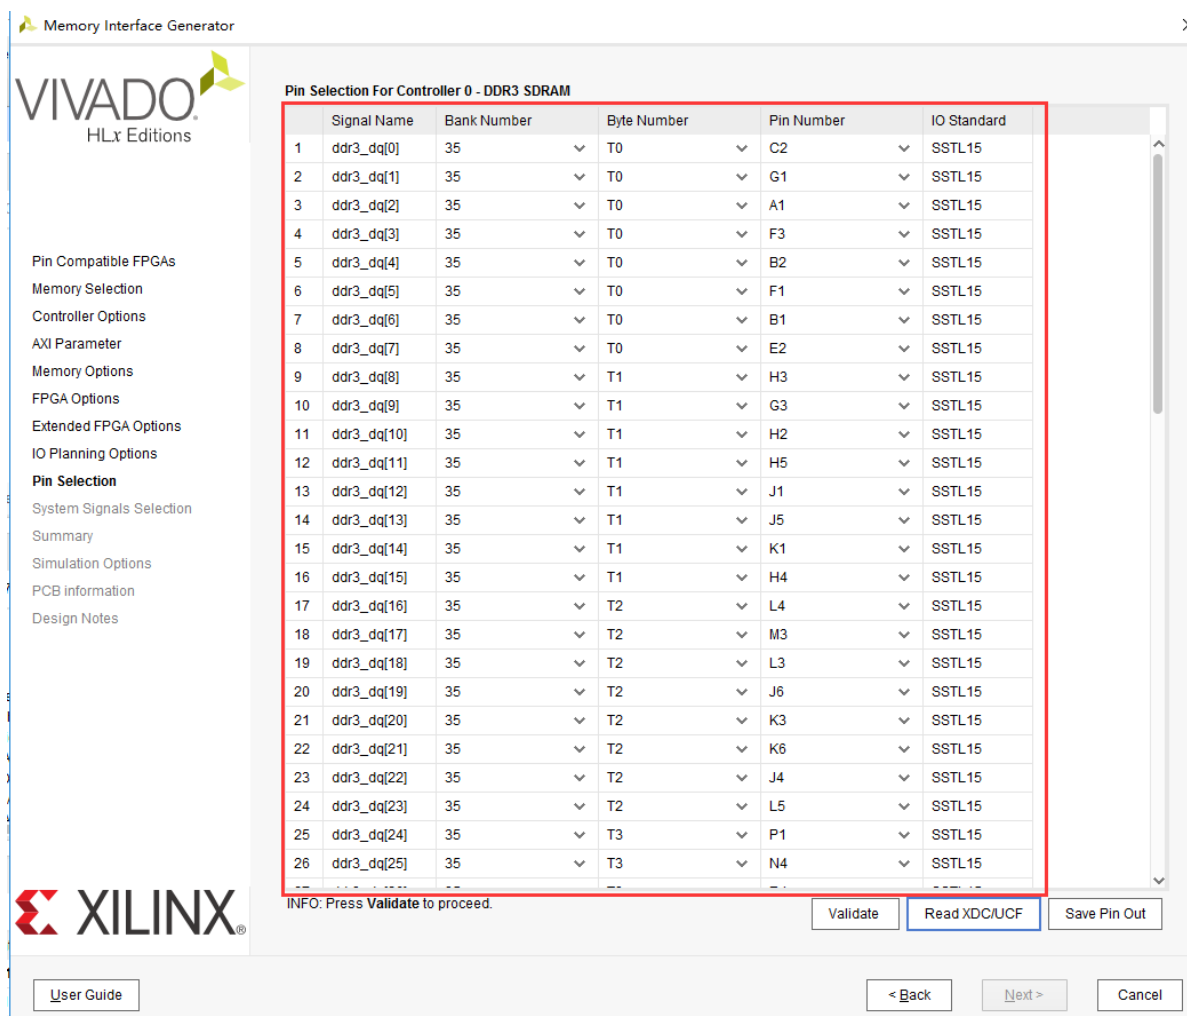 Memory Interface Generator
VIVADO.
HLx Editions
Pin Compatible FPGAs
Memory Selection
Controller Options
AXI Parameter
Memory Options
FPGA Options
Extended FPGA Options
IO Planning Options
Pin Selection
System Signals Selection
Summary
Simulation Options
PCB information
Design Notes
XILINX®
Pin Selection For Controller 0 - DDR3 SDRAM
Signal Name Bank Number Byte Number Pin Number IO Standard
1 ddr3_dq[0] 35 T0 C2 SSTL15
2 ddr3_dq[1] 35 T0 G1 SSTL15
3 ddr3_dq[2] 35 T0 A1 SSTL15
4 ddr3_dq[3] 35 T0 F3 SSTL15
5 ddr3_dq[4] 35 T0 B2 SSTL15
6 ddr3_dq[5] 35 T0 F1 SSTL15
7 ddr3_dq[6] 35 T0 B1 SSTL15
8 ddr3_dq[7] 35 T0 E2 SSTL15
9 ddr3_dq[8] 35 T1 H3 SSTL15
10 ddr3_dq[9] 35 T1 G3 SSTL15
11 ddr3_dq[10] 35 T1 H2 SSTL15
12 ddr3_dq[11] 35 T1 H5 SSTL15
13 ddr3_dq[12] 35 T1 J1 SSTL15
14 ddr3_dq[13] 35 T1 J5 SSTL15
15 ddr3_dq[14] 35 T1 K1 SSTL15
16 ddr3_dq[15] 35 T1 H4 SSTL15
17 ddr3_dq[16] 35 T2 L4 SSTL15
18 ddr3_dq[17] 35 T2 M3 SSTL15
19 ddr3_dq[18] 35 T2 L3 SSTL15
20 ddr3_dq[19] 35 T2 J6 SSTL15
21 ddr3_dq[20] 35 T2 K3 SSTL15
22 ddr3_dq[21] 35 T2 K6 SSTL15
23 ddr3_dq[22] 35 T2 J4 SSTL15
24 ddr3_dq[23] 35 T2 L5 SSTL15
25 ddr3_dq[24] 35 T3 P1 SSTL15
26 ddr3_dq[25] 35 T3 N4 SSTL15
INFO: Press Validate to proceed.
Validate Read XDC/UCF Save Pin Out
User Guide < Back Next > Cancel